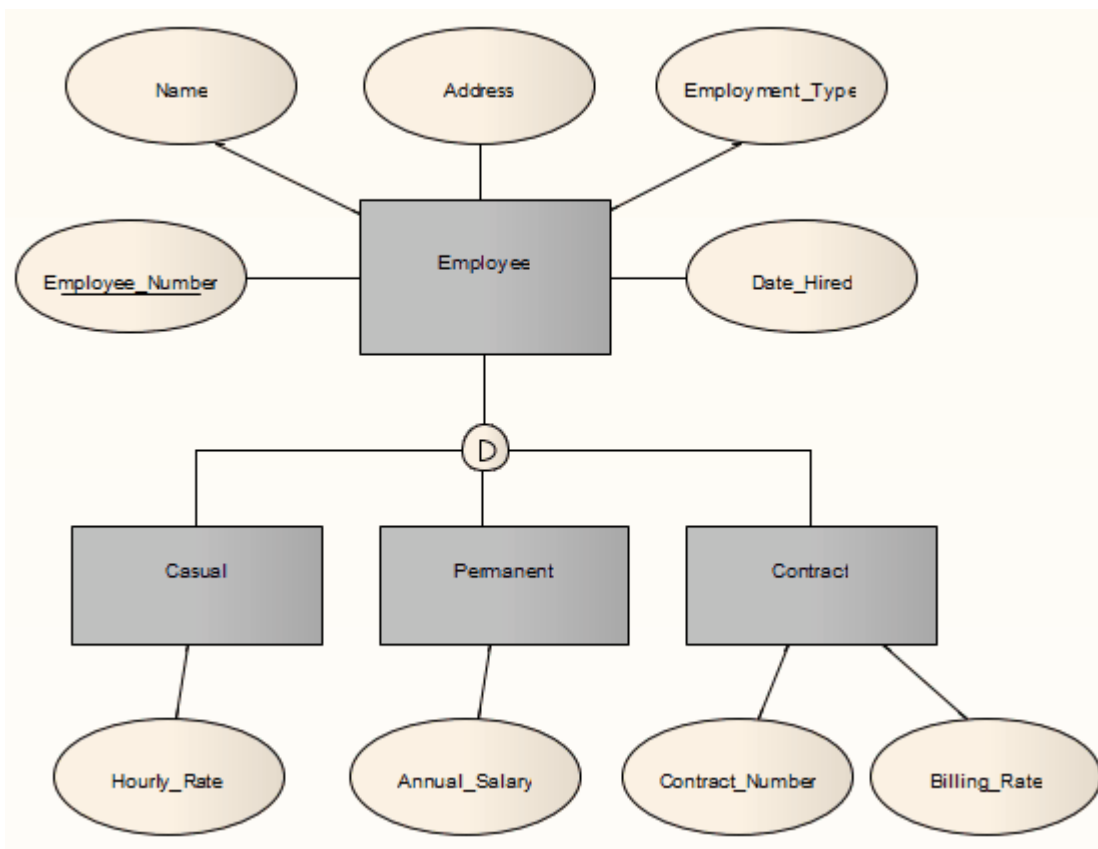 Name
Address
Employment_Type
Employee_Number
Employee
Date_Hired
D
Casual
Permanent
Contract
Hourly_Rate
Annual_Salary
Contract_Number
Billing_Rate